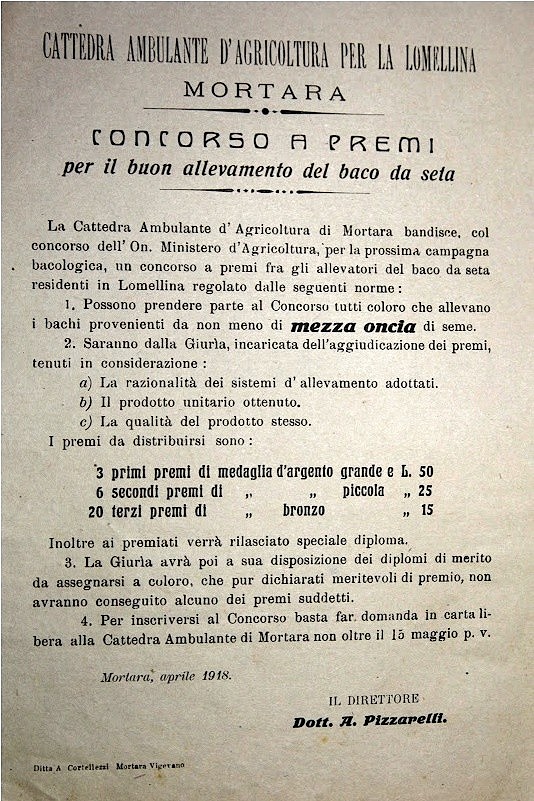 CATTEDRA AMBULANTE D'AGRICOLTURA PER LA LOMELLINA
MORTARA
CONCORSO A PREMI
per il buon allevamento del baco da seta
La Cattedra Ambulante d'Agricoltura di Mortara bandisce, col
concorso dell'On. Ministero d'Agricoltura, per la prossima campagna
bacologica, un concorso a premi fra gli allevatori del baco da seta
residenti in Lomellina regolato dalle seguenti norme:
1. Possono prendere parte al Concorso tutti coloro che allevano
i bachi provenienti da non meno di mezza oncia di seme.
2. Saranno dalla Giurìa, incaricata dell'aggiudicazione dei premi,
tenuti in considerazione:
a) La razionalità dei sistemi d'allevamento adottati.
b) Il prodotto unitario ottenuto.
c) La qualità del prodotto stesso.
I premi da distribuirsi sono:
3 primi premi di medaglia d'argento grande e L. 50
6 secondi premi di „ „ piccola „ 25
20 terzi premi di „ bronzo „ 15
Inoltre ai premiati verrà rilasciato speciale diploma.
3. La Giurìa avrà poi a sua disposizione dei diplomi di merito
da assegnarsi a coloro, che pur dichiarati meritevoli di premio, non
avranno conseguito alcuno dei premi suddetti.
4. Per inscriversi al Concorso basta far domanda in carta li-
bera alla Cattedra Ambulante di Mortara non oltre il 15 maggio p. v.
Mortara, aprile 1918.
IL DIRETTORE
Dott. A. Pizzarelli.
Ditta A Cortellezzi Mortara Vigevano